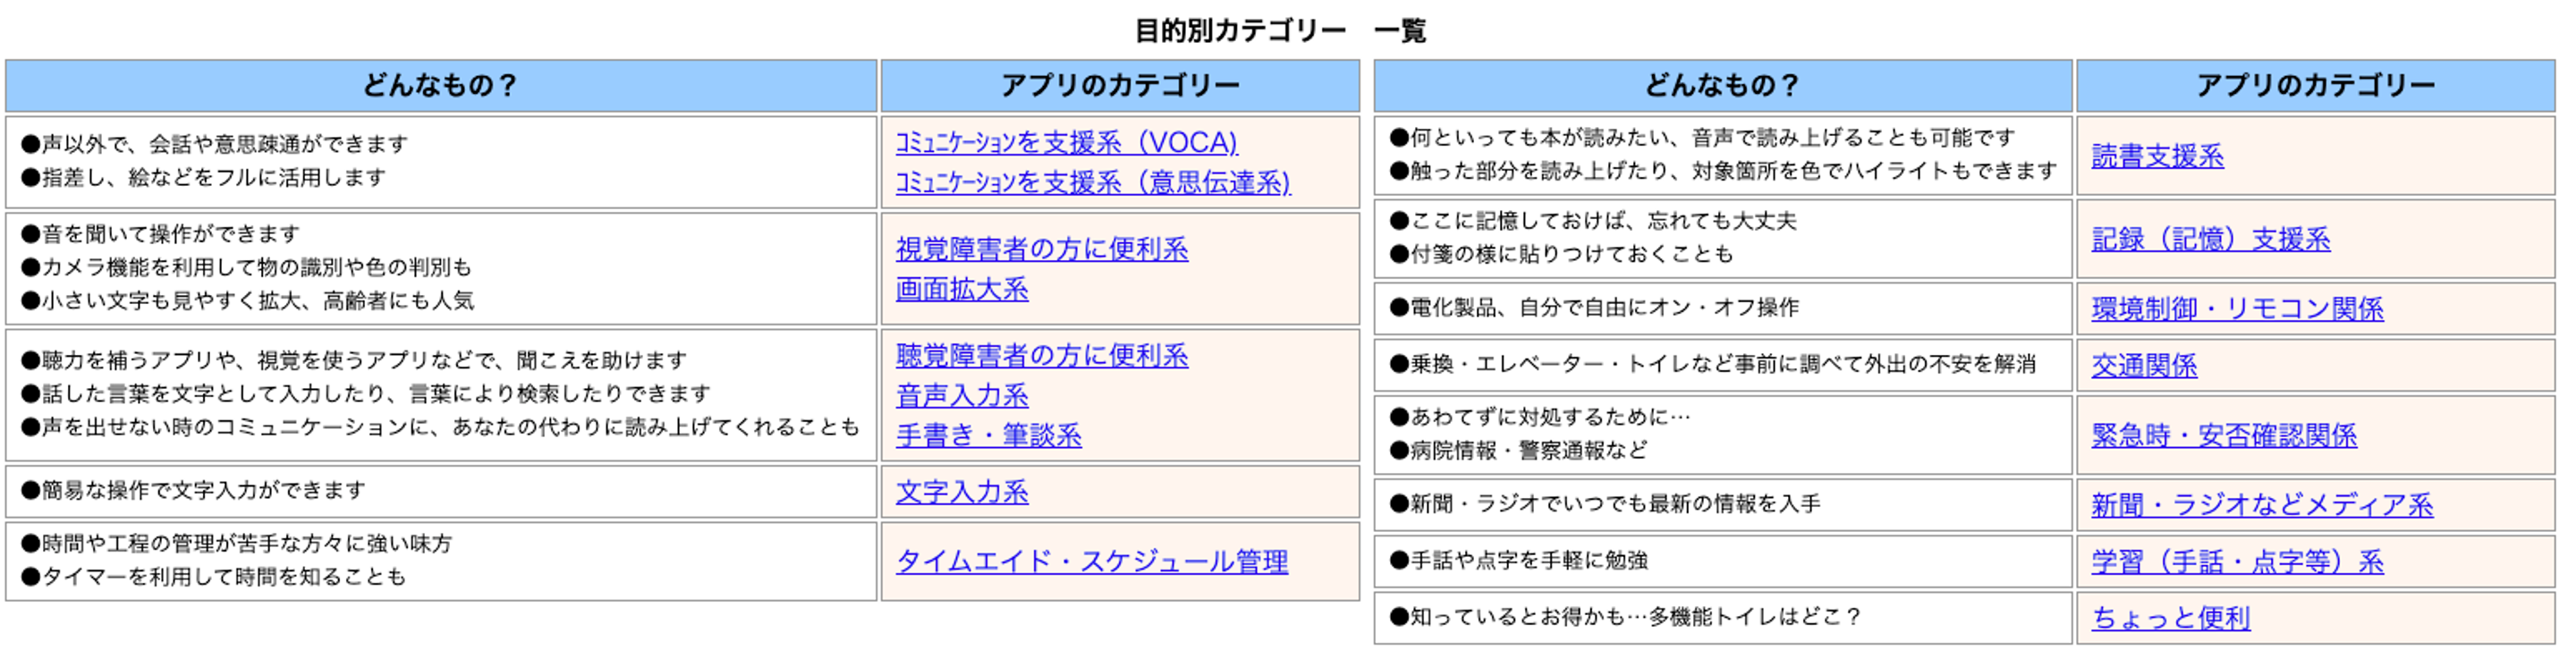 目的別カテゴリー　一覧
どんなもの？
アプリのカテゴリー
●声以外で、会話や意思疎通ができます
●指差し、絵などをフルに活用します
ｺﾐｭﾆｹｰｼｮﾝを支援系（VOCA)
ｺﾐｭﾆｹｰｼｮﾝを支援系（意思伝達系)
●音を聞いて操作ができます
●カメラ機能を利用して物の識別や色の判別も
●小さい文字も見やすく拡大、高齢者にも人気
視覚障害者の方に便利系
画面拡大系
●聴力を補うアプリや、視覚を使うアプリなどで、聞こえを助けます
●話した言葉を文字として入力したり、言葉により検索したりできます
●声を出せない時のコミュニケーションに、あなたの代わりに読み上げてくれることも
聴覚障害者の方に便利系
音声入力系
手書き・筆談系
●簡易な操作で文字入力ができます
文字入力系
●時間や工程の管理が苦手な方々に強い味方
●タイマーを利用して時間を知ることも
タイムエイド・スケジュール管理
どんなもの？
アプリのカテゴリー
●何といっても本が読みたい、音声で読み上げることも可能です
●触った部分を読み上げたり、対象箇所を色でハイライトもできます
読書支援系
●ここに記憶しておけば、忘れても大丈夫
●付箋の様に貼りつけておくことも
記録（記憶）支援系
●電化製品、自分で自由にオン・オフ操作
環境制御・リモコン関係
●乗換・エレベーター・トイレなど事前に調べて外出の不安を解消
交通関係
●あわてずに対処するために…
●病院情報・警察通報など
緊急時・安否確認関係
●新聞・ラジオでいつでも最新の情報を入手
新聞・ラジオなどメディア系
●手話や点字を手軽に勉強
学習（手話・点字等）系
●知っているとお得かも…多機能トイレはどこ？
ちょっと便利